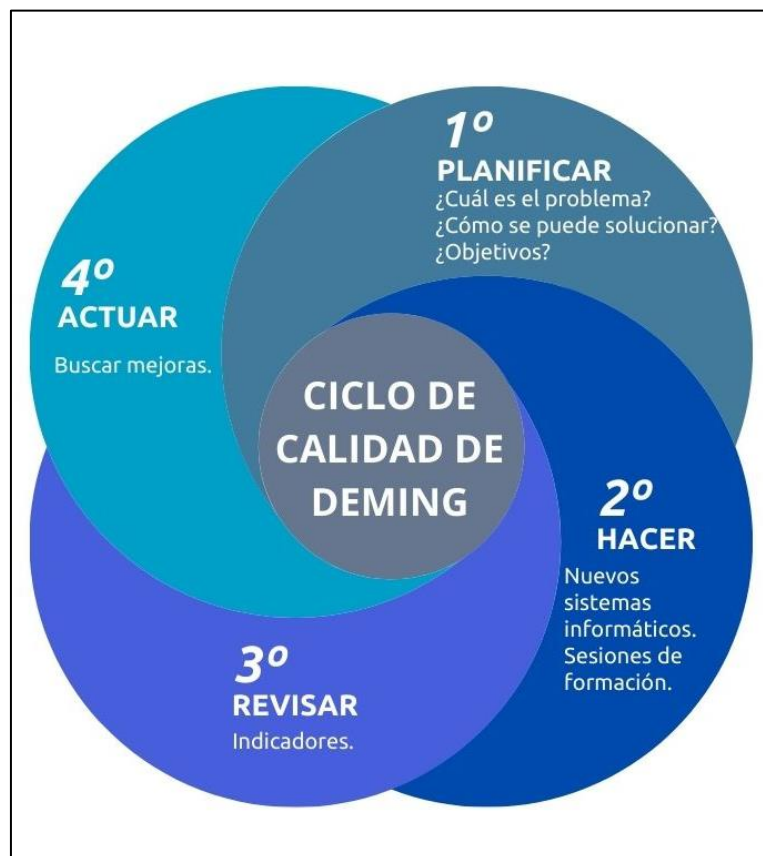 1º
PLANIFICAR
¿Cuál es el problema?
¿Cómo se puede solucionar?
¿Objetivos?
4º
ACTUAR
Buscar mejoras.
CICLO DE
CALIDAD DE
DEMING
2º
HACER
Nuevos
sistemas
informáticos.
Sesiones de
formación.
3º
REVISAR
Indicadores.